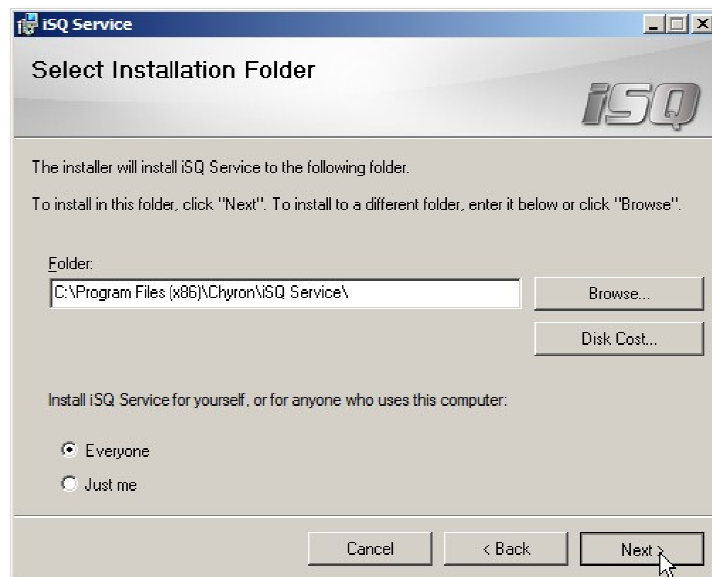 iSQ Service
Select Installation Folder
iSQ
The installer will install iSQ Service to the following folder.
To install in this folder, click "Next". To install to a different folder, enter it below or click "Browse".
Folder:
C:\Program Files (x86)\Chyron\iSQ Service\
Browse...
Disk Cost...
Install iSQ Service for yourself, or for anyone who uses this computer:
Everyone
Just me
Cancel
< Back
Next >